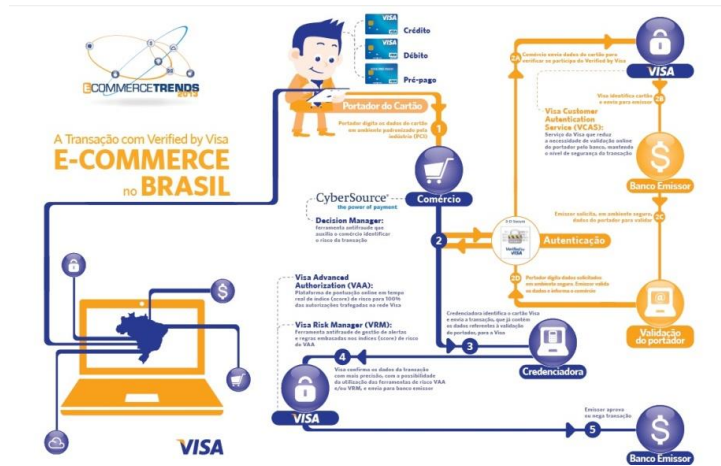 ECOMMERCETRENDS
2013
A Transação com Verified by Visa
E-COMMERCE
no BRASIL
VISA
Crédito
Débito
Pré-pago
Portador do Cartão
Portador digita os dados do cartão
em ambiente padronizado pela
indústria (PCI)
1
Comércio
CyberSource
the power of payment
Decision Manager:
ferramenta antifraude que
auxilia o comércio identificar
o risco da transação
2
2A
Comércio envia dados do cartão para
verificar se participa do Verified by Visa
VISA
2B
Visa identifica cartão
e envia para emissor
Visa Customer
Autentication
Service (VCAS):
Serviço da Visa que reduz
a necessidade de validação online
do portador pelo banco, mantendo
o nível de segurança da transação
Banco Emissor
2C
Emissor solicita, em ambiente seguro,
dados do portador para validar
Autenticação
Verified by
VISA
2D
Portador digita dados solicitados
em ambiente seguro. Emissor valida
os dados e informa o comércio
Validação
do portador
Visa Advanced
Authorization (VAA):
Plataforma de pontuação online em tempo
real do índice (score) de risco para 100%
das autorizações trafegadas na rede Visa
Visa Risk Manager (VRM):
Ferramenta antifraude de gestão de alertas
e regras embasadas nos índices (score) de risco
do VAA
Credenciadora identifica o cartão Visa
e envia a transação, que já contém
os dados referentes à validação
do portador, para a Visa
3
Credenciadora
4
Visa confirma os dados da transação
com mais precisão, com a possibilidade
da utilização das ferramentas de risco VAA
e/ou VRM, e envia para banco emissor
VISA
Emissor aprova
ou nega transação
5
Banco Emissor
VISA